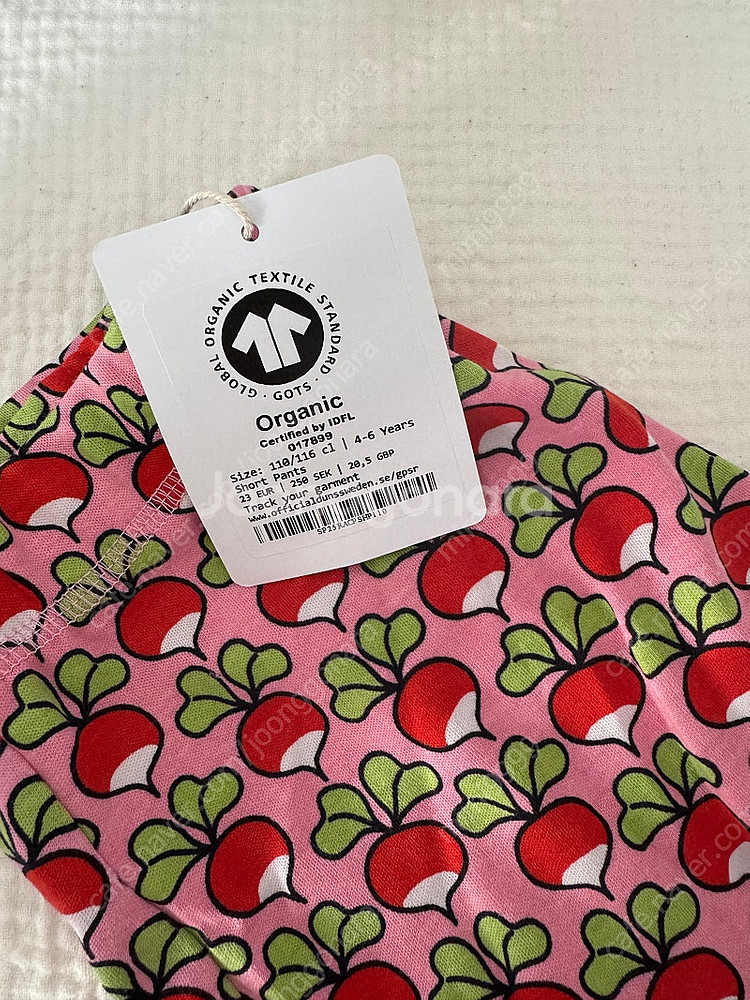 GLOBAL ORGANIC TEXTILE STANDARD · GOTS ·
Organic
Certified by IDFL
017899
Size: 110/116 cl | 4-6 Years
Short Pants
23 EUR | 250 SEK | 20,5 GBP
Track your garment
www.officialdunssweden.se/gpsr
Joonggonara